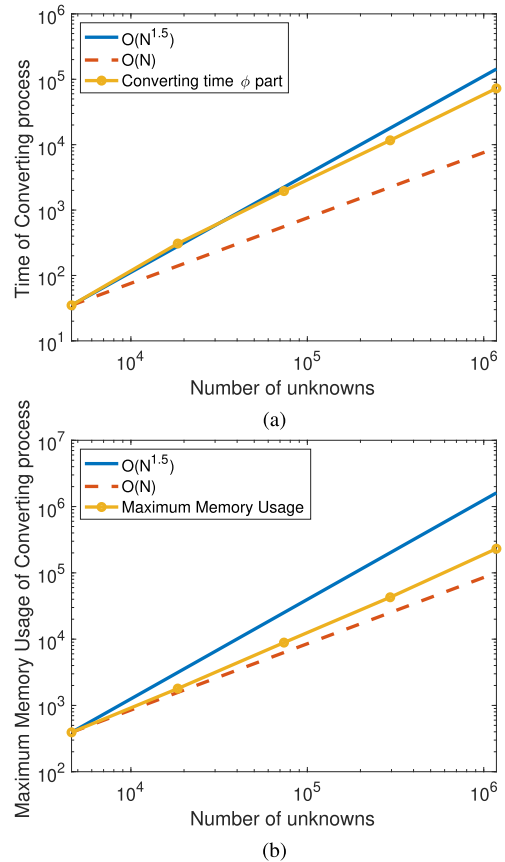 10^6
10^5
10^4
10^3
10^2
10^1
Time of Converting process
O(N^1.5)
O(N)
Converting time ϕ part
10^4
10^5
10^6
Number of unknowns
(a)
10^7
10^6
10^5
10^4
10^3
10^2
Maximum Memory Usage of Converting process
O(N^1.5)
O(N)
Maximum Memory Usage
10^4
10^5
10^6
Number of unknowns
(b)